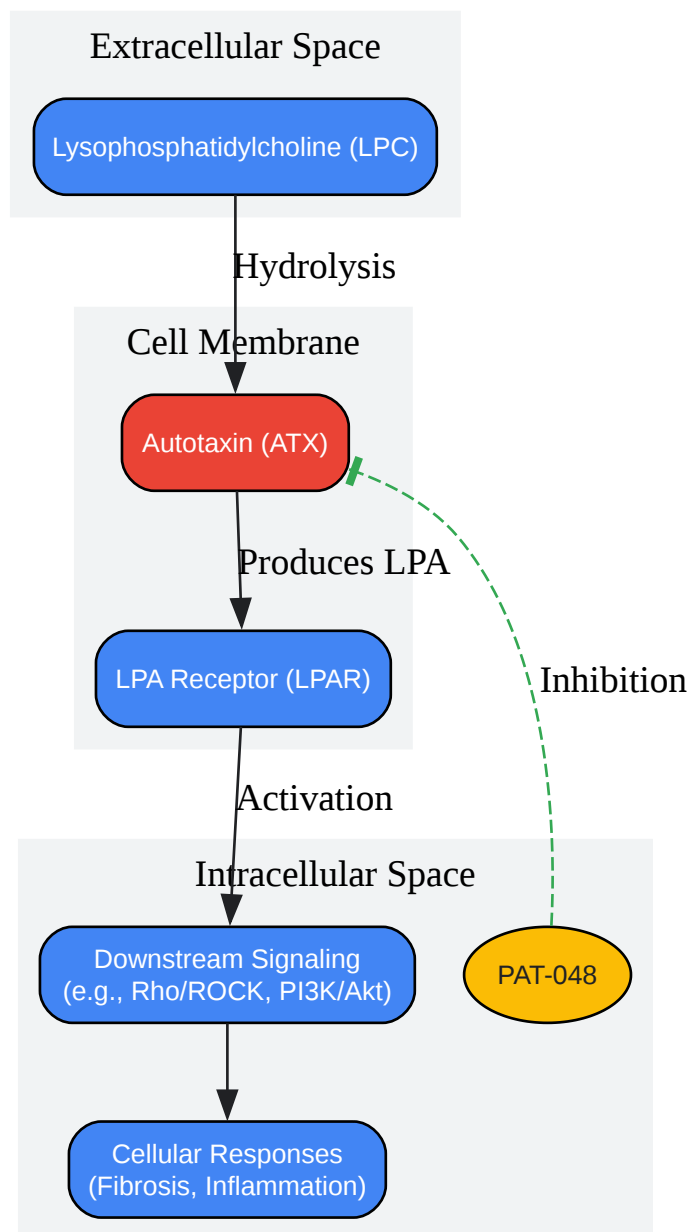 Extracellular Space
Lysophosphatidylcholine (LPC)
Hydrolysis
Cell Membrane
Autotaxin (ATX)
Produces LPA
LPA Receptor (LPAR)
Inhibition
Activation
Intracellular Space
Downstream Signaling
(e.g., Rho/ROCK, PI3K/Akt)
PAT-048
Cellular Responses
(Fibrosis, Inflammation)